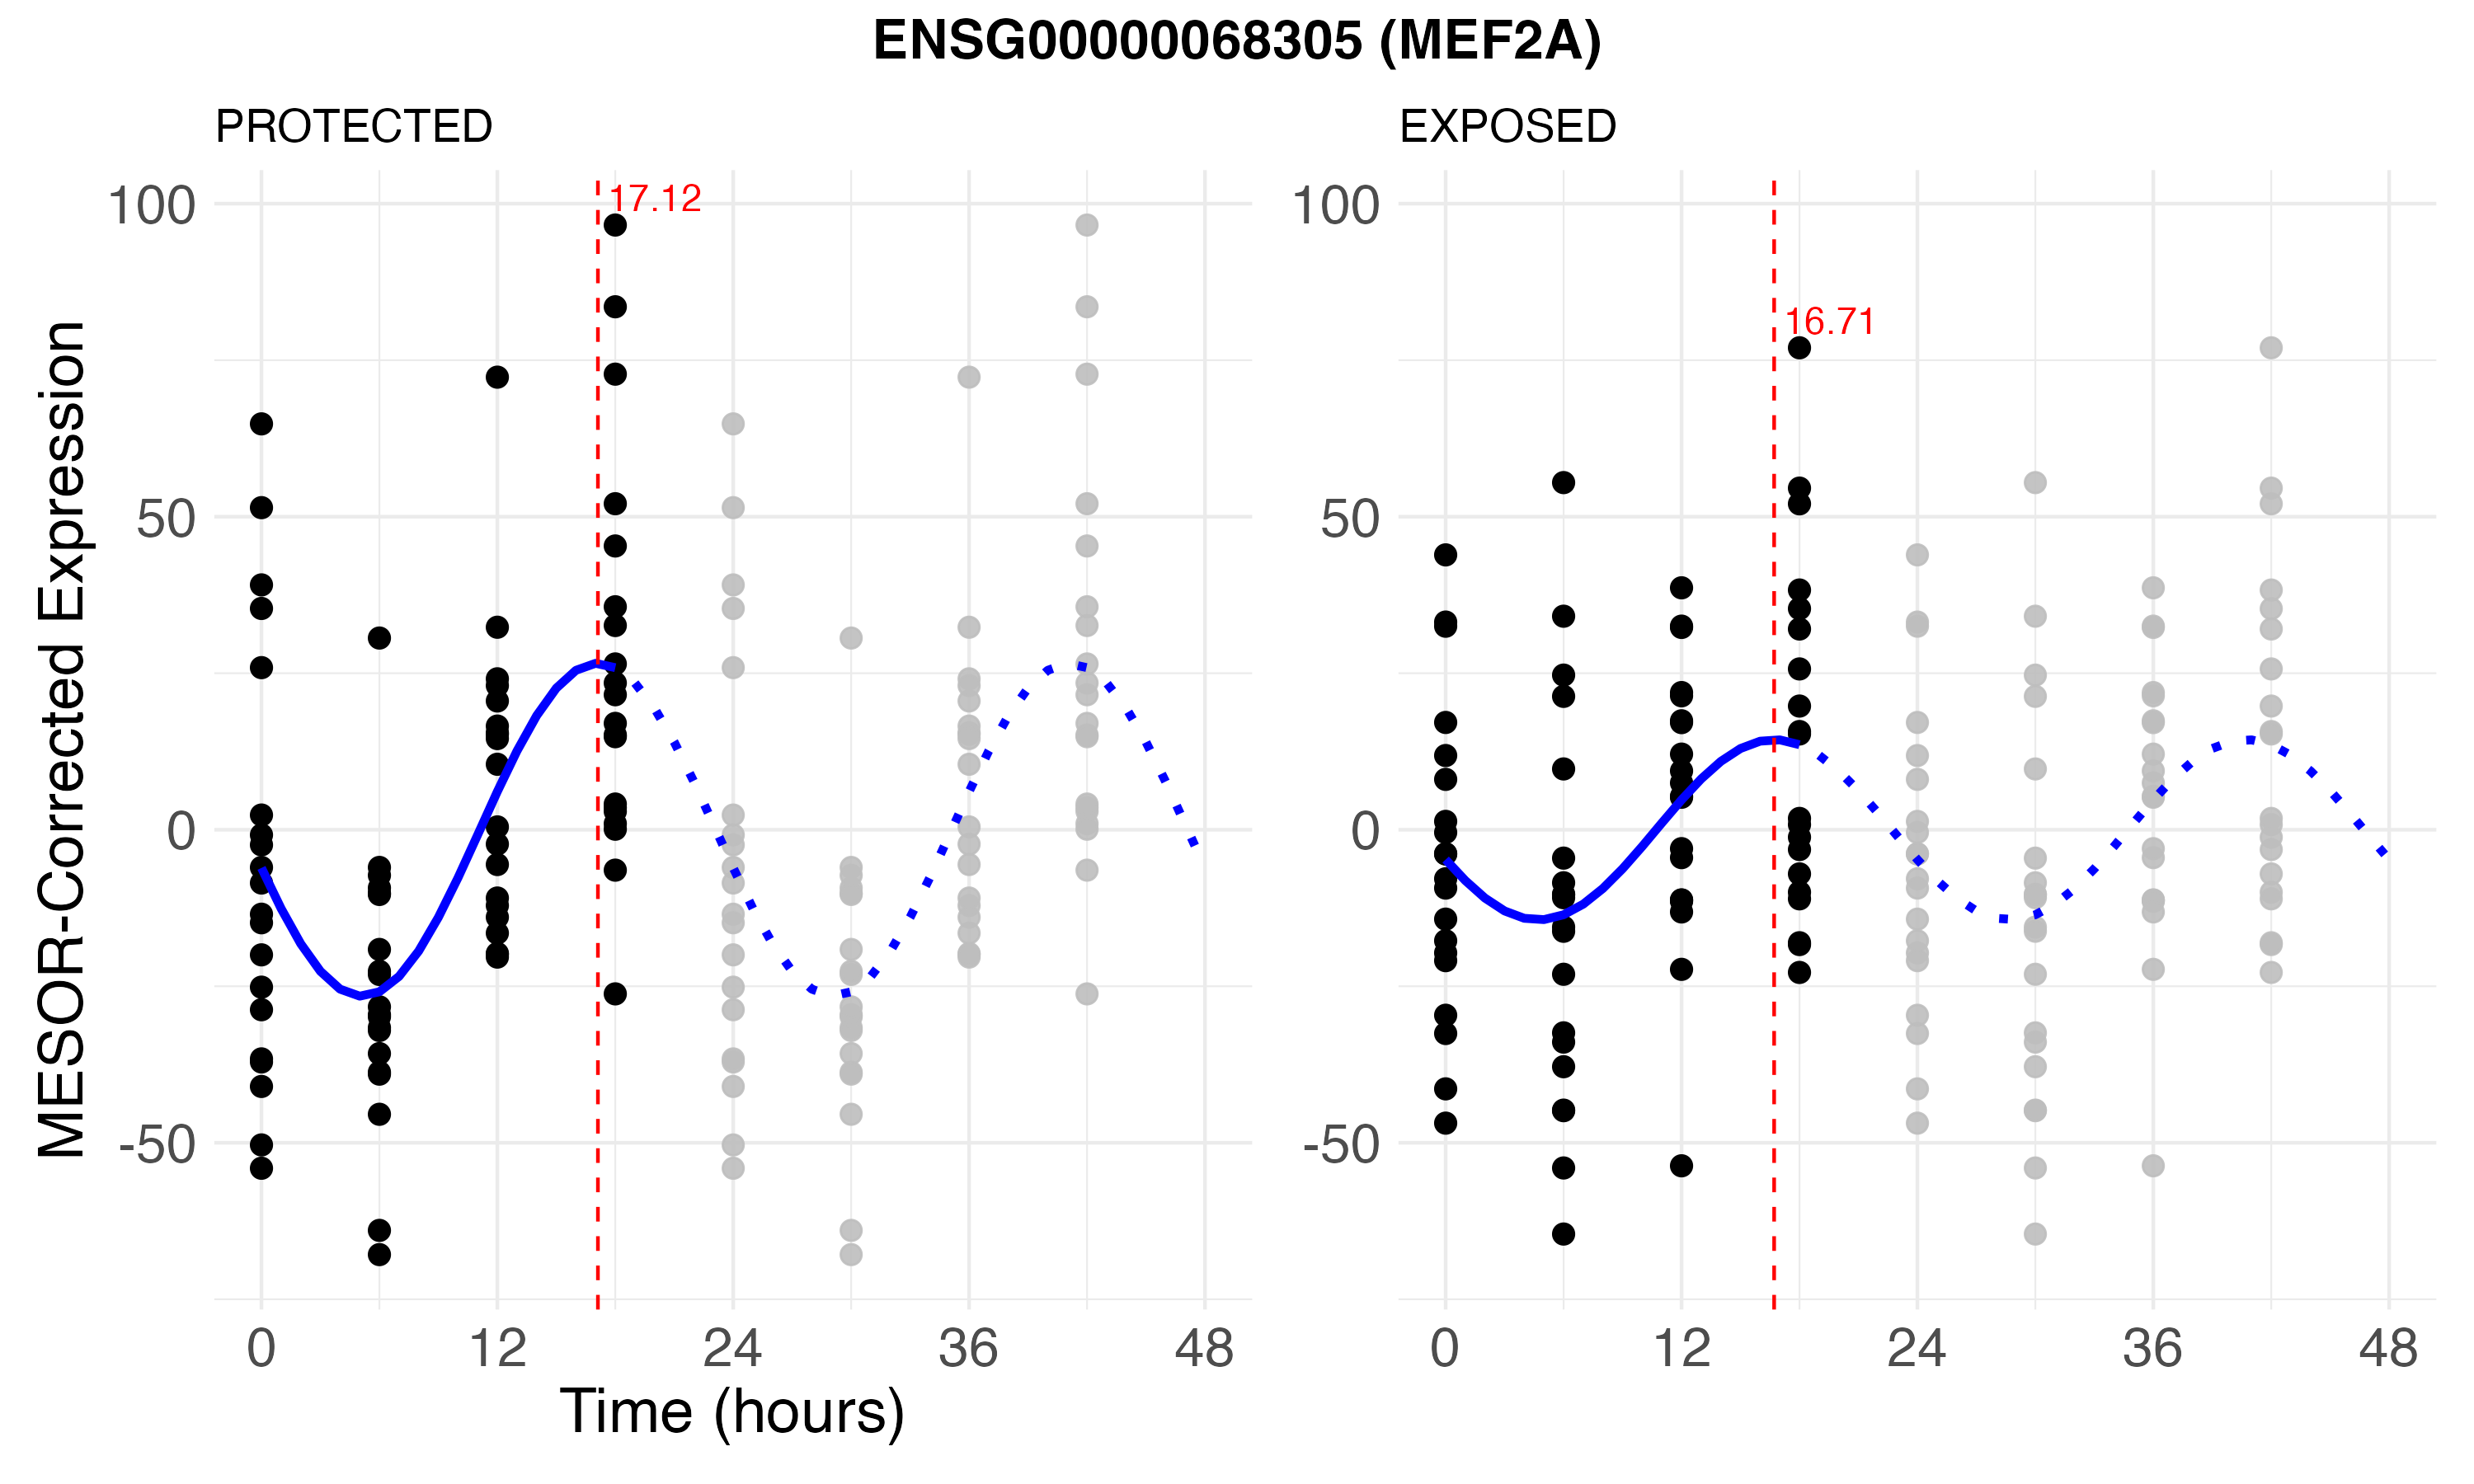 ENSG00000068305 (MEF2A)
PROTECTED
EXPOSED
MESOR-Corrected Expression
100
50
0
-50
17.12
0 12 24 36 48
Time (hours)
100
50
0
-50
16.71
0 12 24 36 48